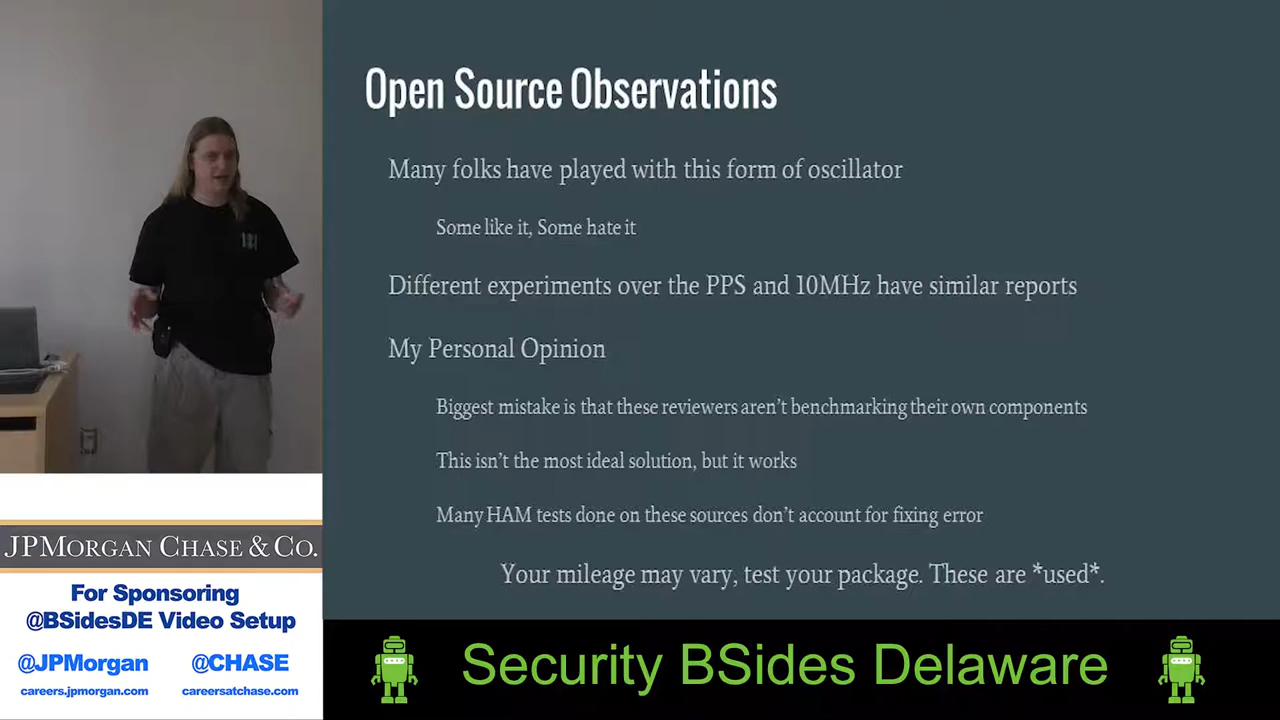 Open Source Observations
Many folks have played with this form of oscillator
Some like it, Some hate it
Different experiments over the PPS and 10MHz have similar reports
My Personal Opinion
Biggest mistake is that these reviewers aren't benchmarking their own components
This isn't the most ideal solution, but it works
Many HAM tests done on these sources don't account for fixing error
Your mileage may vary, test your package. These are *used*.
JPMORGAN CHASE & CO.
For Sponsoring
@BSidesDE Video Setup
@JPMorgan @CHASE
careers.jpmorgan.com careersatchase.com
Security BSides Delaware